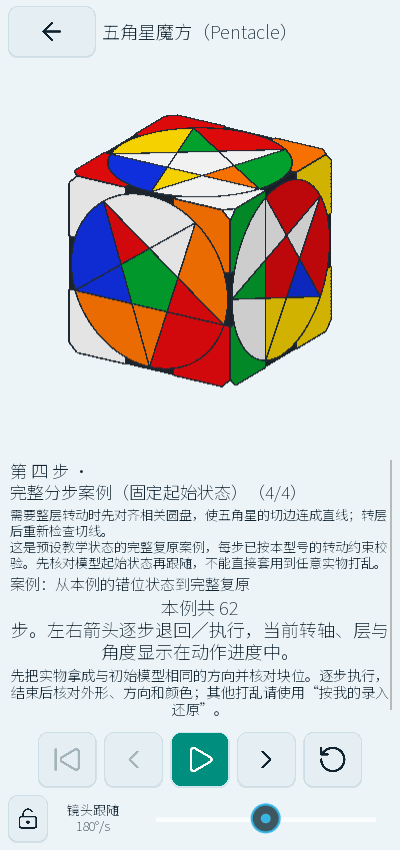 五角星魔方（Pentacle）
第四步·
完整分步案例（固定起始状态）（4/4）
需要整层转动时先对齐相关圆盘，使五角星的切边连成直线；转层
后重新检查切线。
这是预设教学状态的完整复原案例，每步已按本型号的转动约束校
验。先核对模型起始状态再跟随，不能直接套用到任意实物打乱。
案例：从本例的错位状态到完整复原
本例共 62
步。左右箭头逐步退回／执行，当前转轴、层与
角度显示在动作进度中。
先把实物拿成与初始模型相同的方向并核对块位。逐步执行，
结束后核对外形、方向和颜色；其他打乱请使用“按我的录入
还原”。
镜头跟随
180°/s